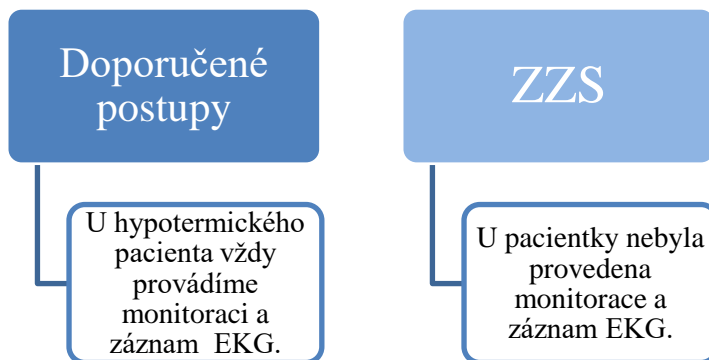 Doporučené
postupy
U hypotermického
pacienta vždy
provádíme
monitoraci a
záznam EKG.
ZZS
U pacientky nebyla
provedena
monitorace a
záznam EKG.